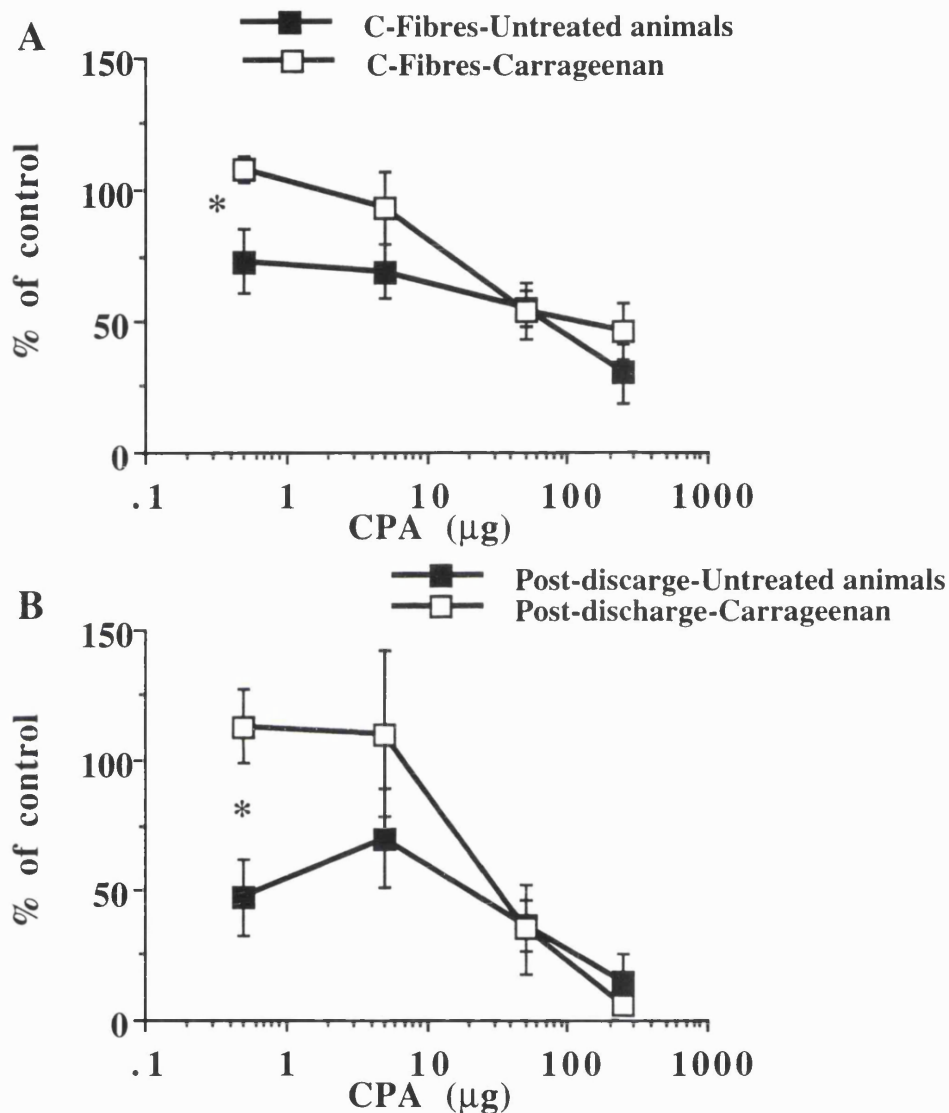 A
C-Fibres-Untreated animals
C-Fibres-Carrageenan
150
100
*
50
0
% of control
.1 1 10 100 1000
CPA (µg)
B
Post-discarge-Untreated animals
Post-discharge-Carrageenan
150
100
*
50
0
% of control
.1 1 10 100 1000
CPA (µg)